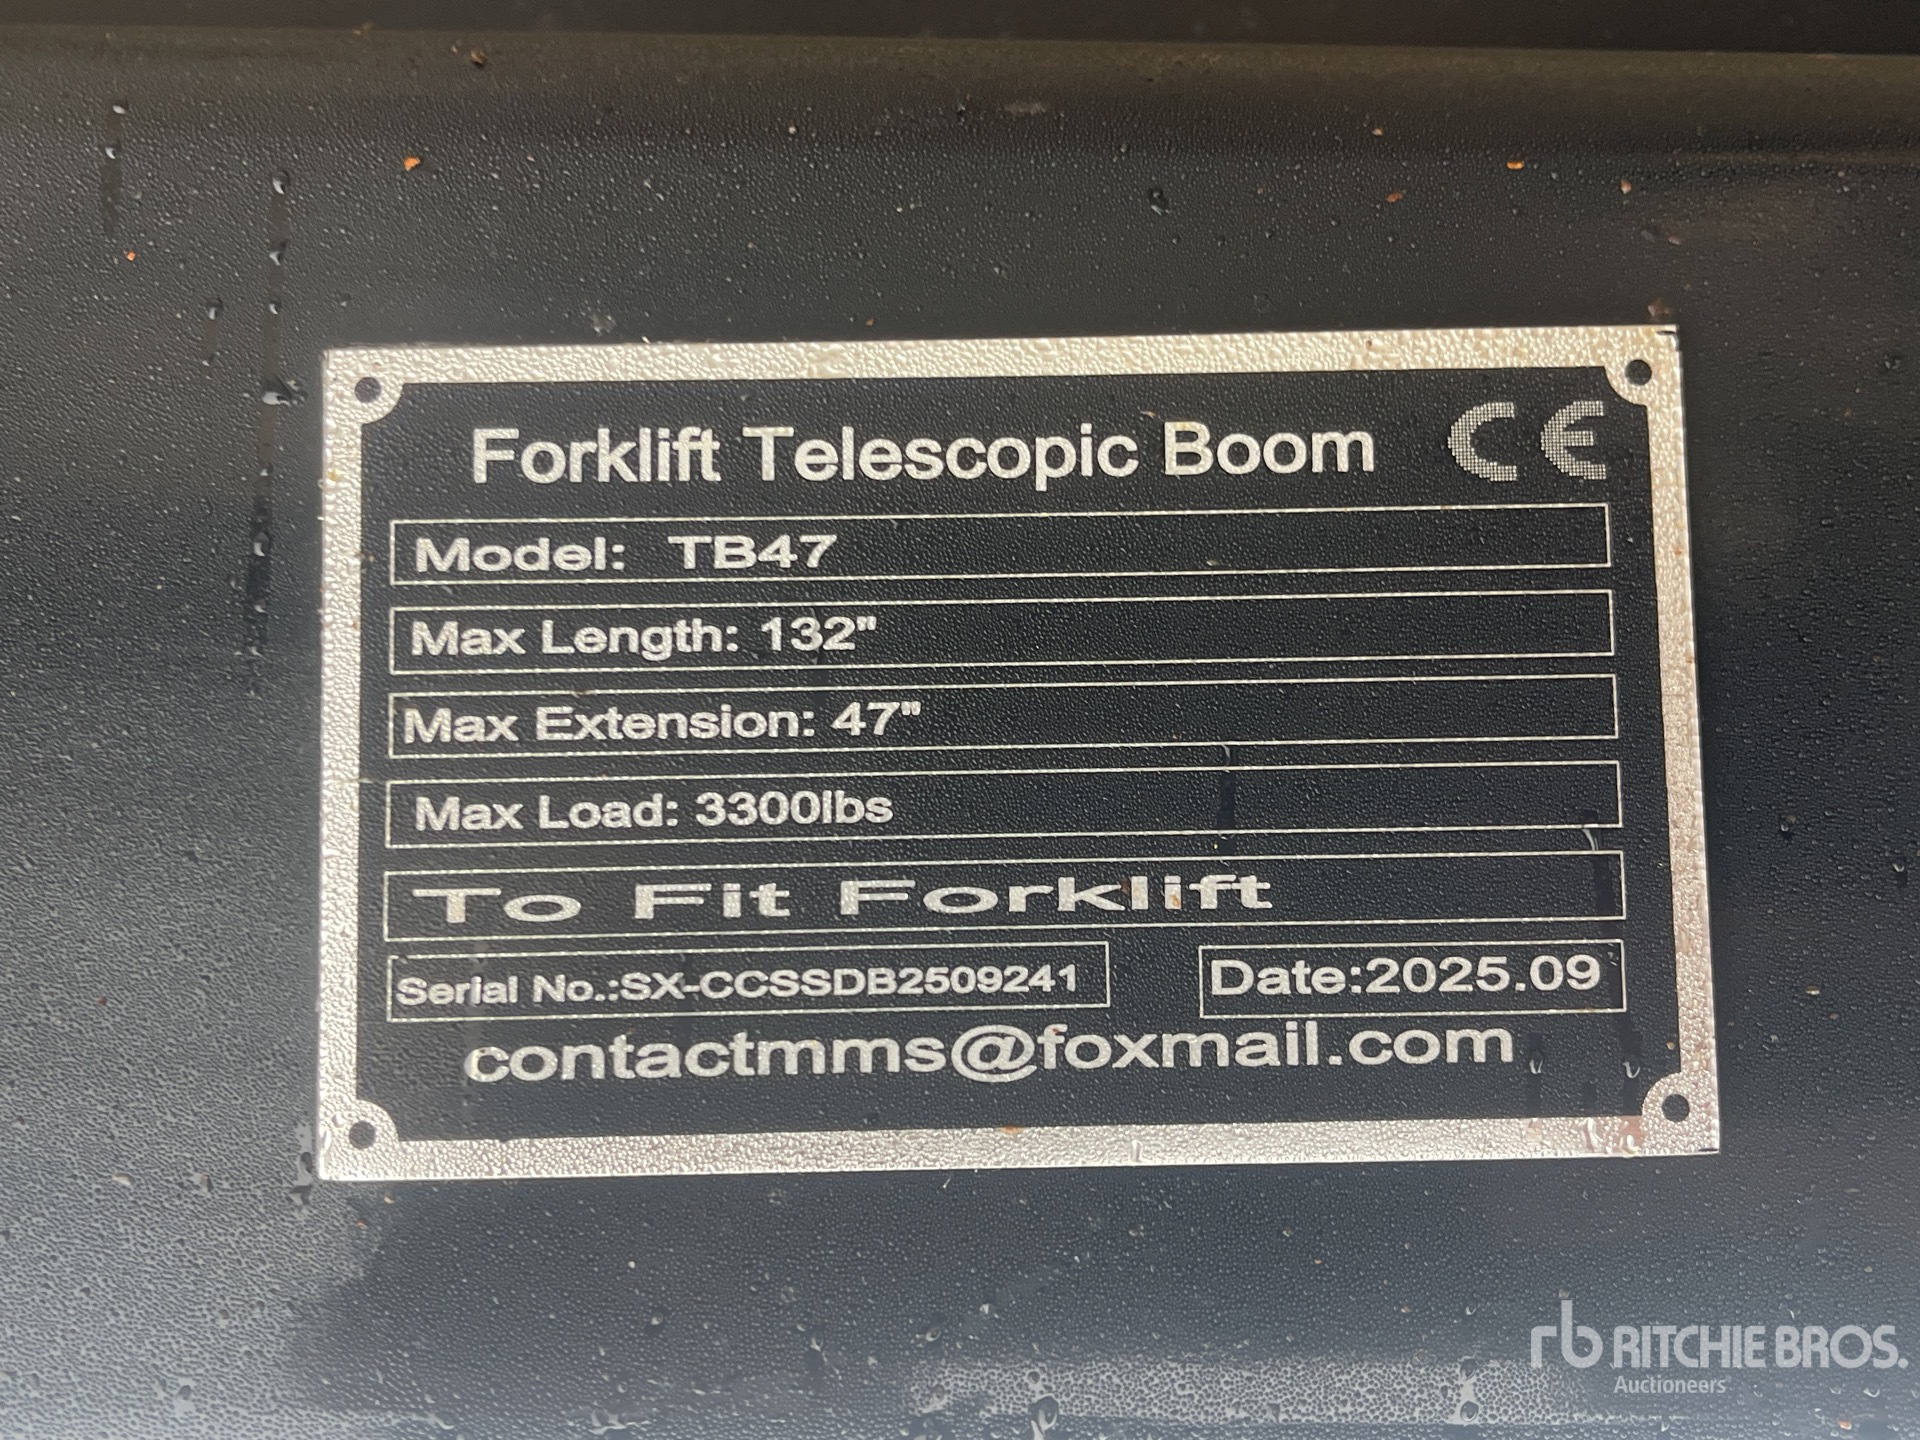 Forklift Telescopic Boom CE
Model: TB47
Max Length: 132"
Max Extension: 47"
Max Load: 3300lbs
To Fit Forklift
Serial No.:SX-CCSSDB2509241 Date:2025.09
contactmms@foxmail.com
rb RITCHIE BROS.
Auctioneers